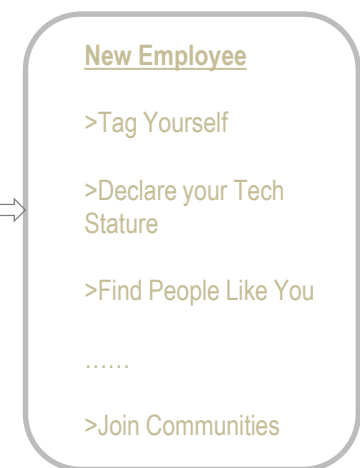 New Employee
>Tag Yourself
>Declare your Tech
Stature
>Find People Like You
……
>Join Communities